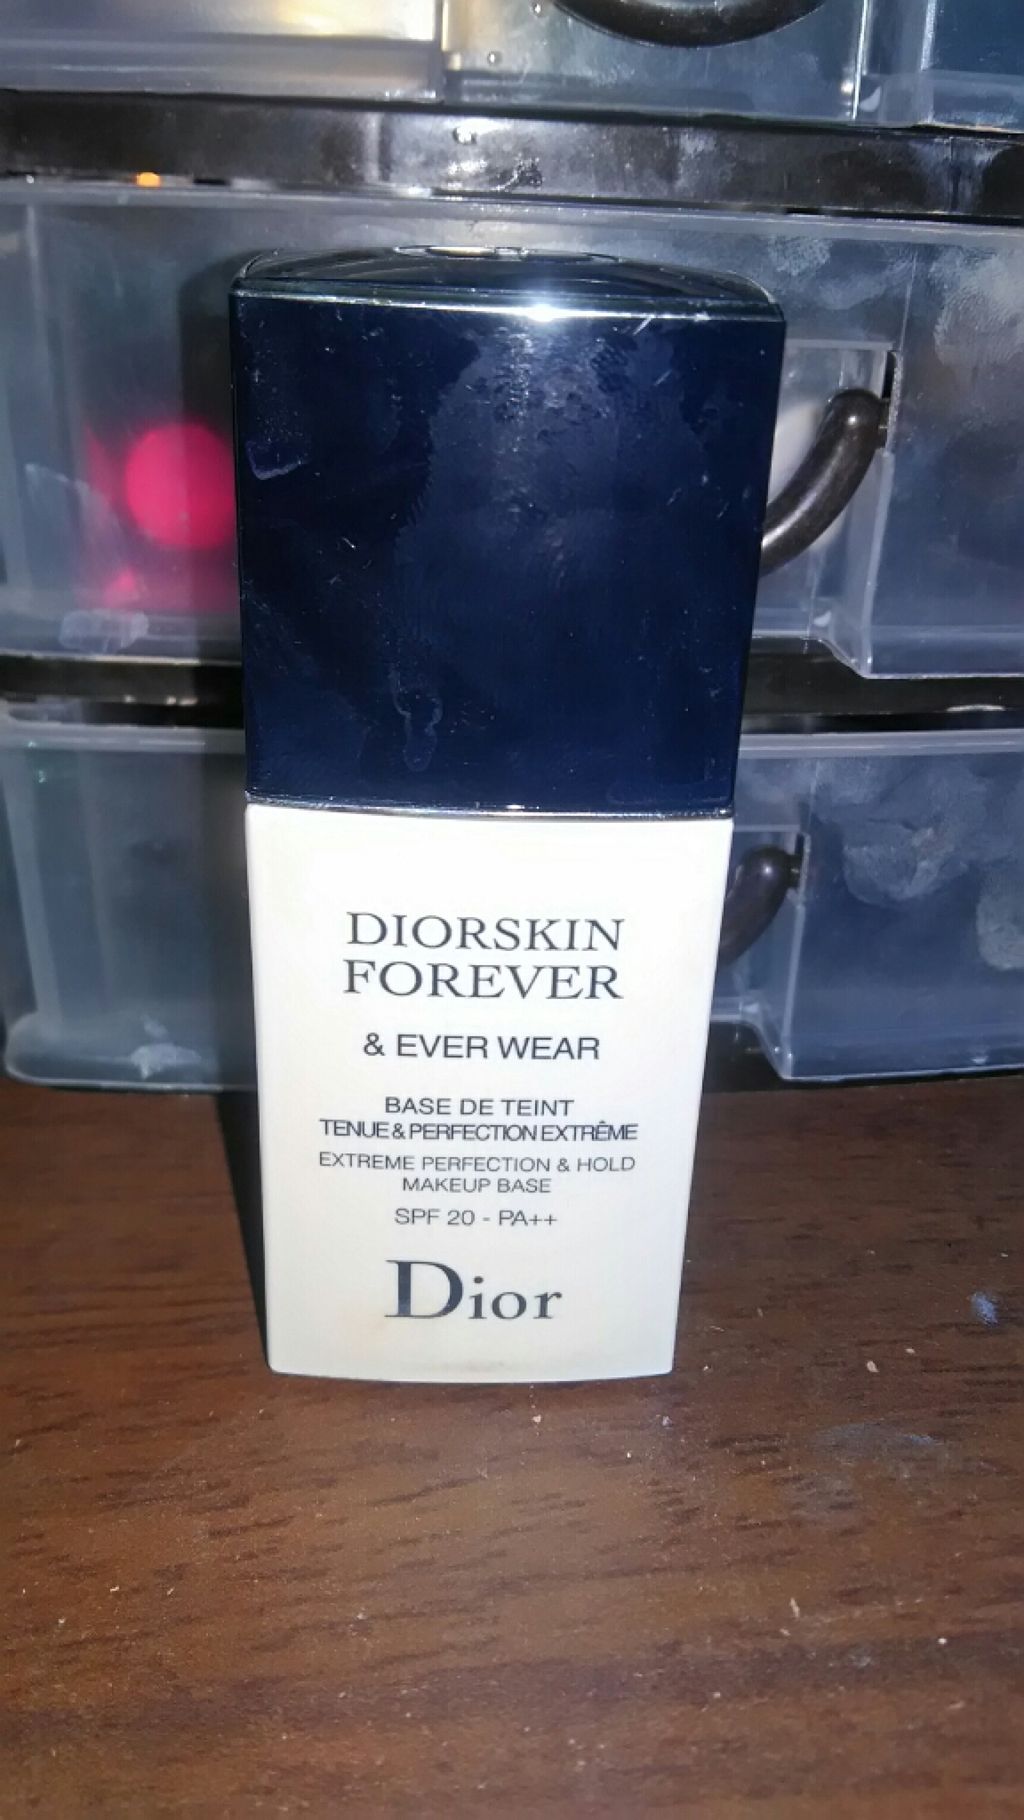 DIORSKIN
FOREVER
& EVER WEAR
BASE DE TEINT
TENUE & PERFECTION EXTRÊME
EXTREME PERFECTION & HOLD
MAKEUP BASE
SPF 20 - PA++
Dior